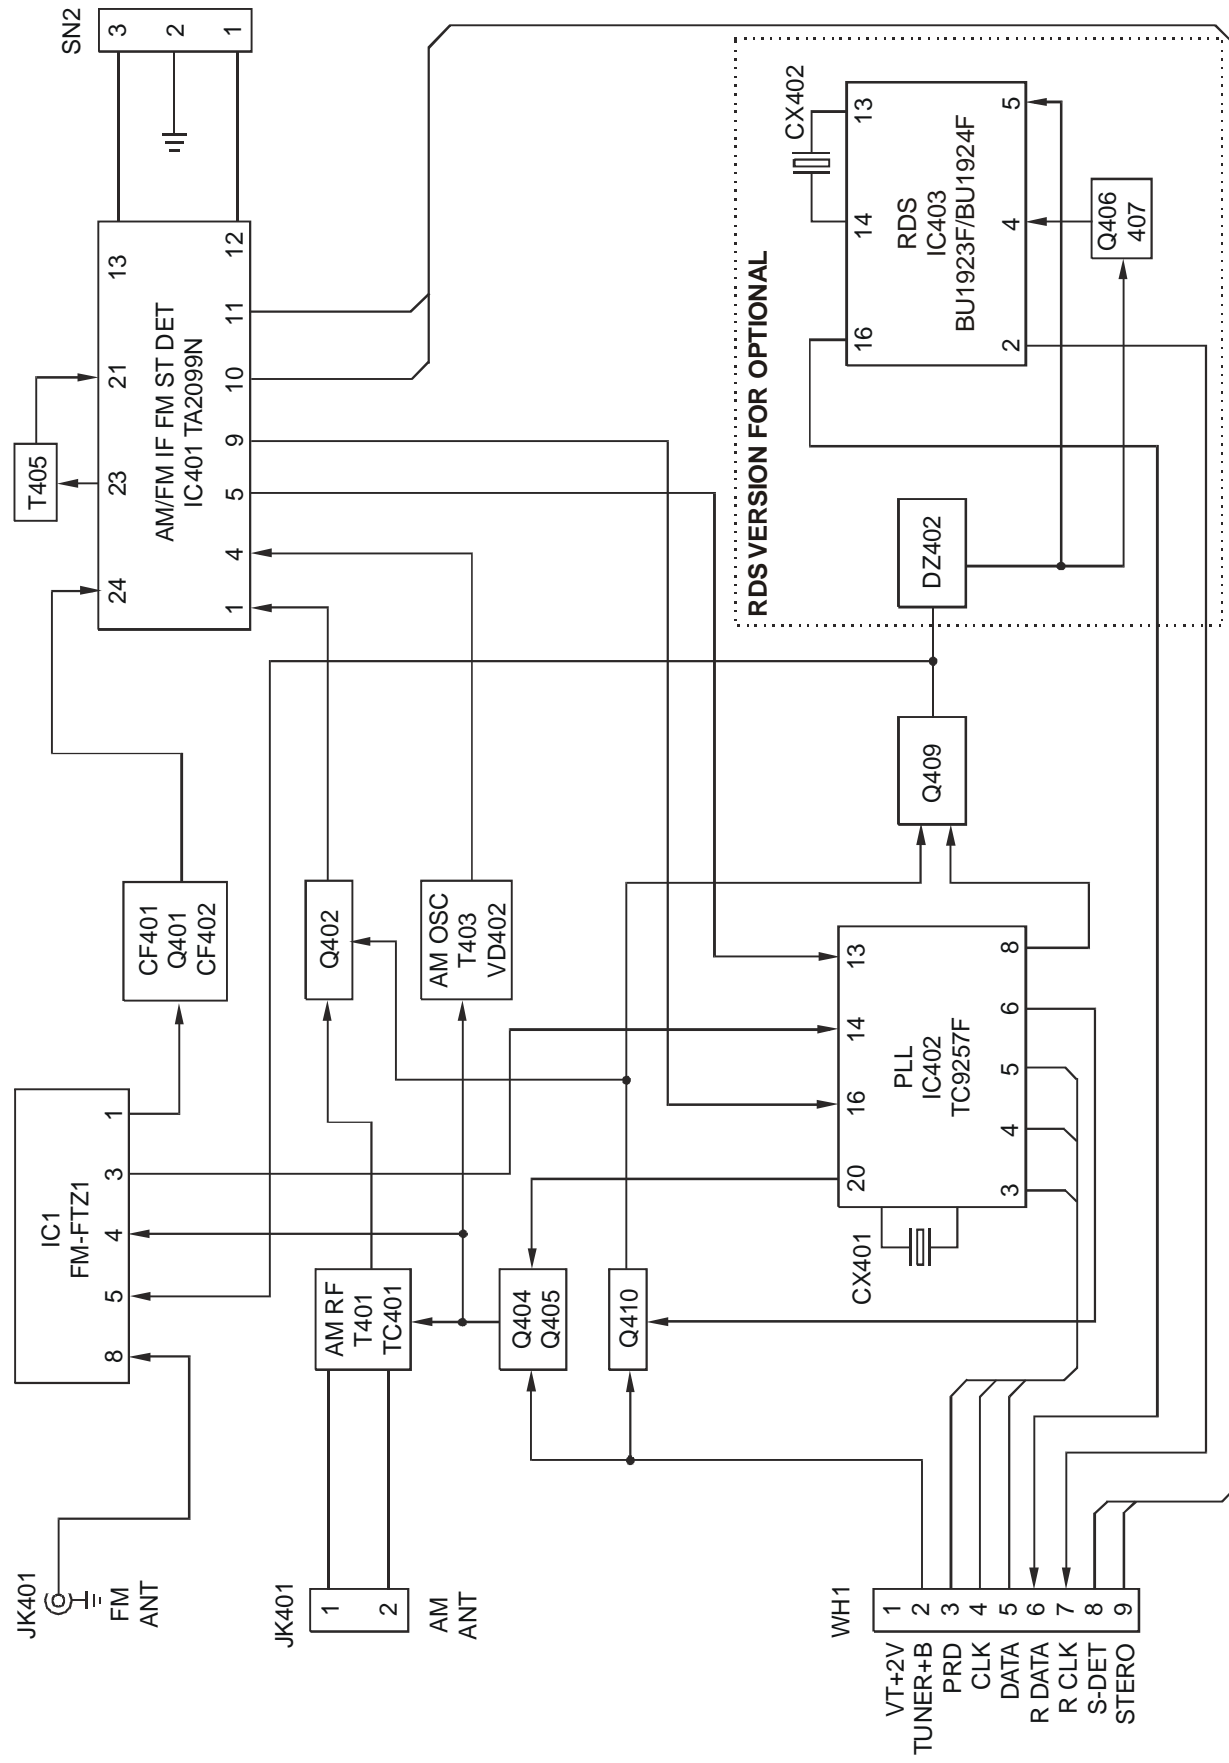 JK401
FM
ANT
IC1
FM-FTZ1
8
5
4
3
1
CF401
Q401
CF402
T405
24
23
21
13
AM/FM IF FM ST DET
IC401 TA2099N
1
4
5
9
10
11
12
SN2
3
2
1
JK401
1
2
AM
ANT
AM RF
T401
TC401
Q402
AM OSC
T403
VD402
Q404
Q405
Q410
CX401
20
16
14
13
PLL
IC402
TC9257F
3
4
5
6
8
Q409
DZ402
RDS VERSION FOR OPTIONAL
CX402
16
14
13
RDS
IC403
BU1923F/BU1924F
2
4
5
Q406
407
WH1
VT+2V 1
TUNER+B 2
PRD 3
CLK 4
DATA 5
R DATA 6
R CLK 7
S-DET 8
STERO 9